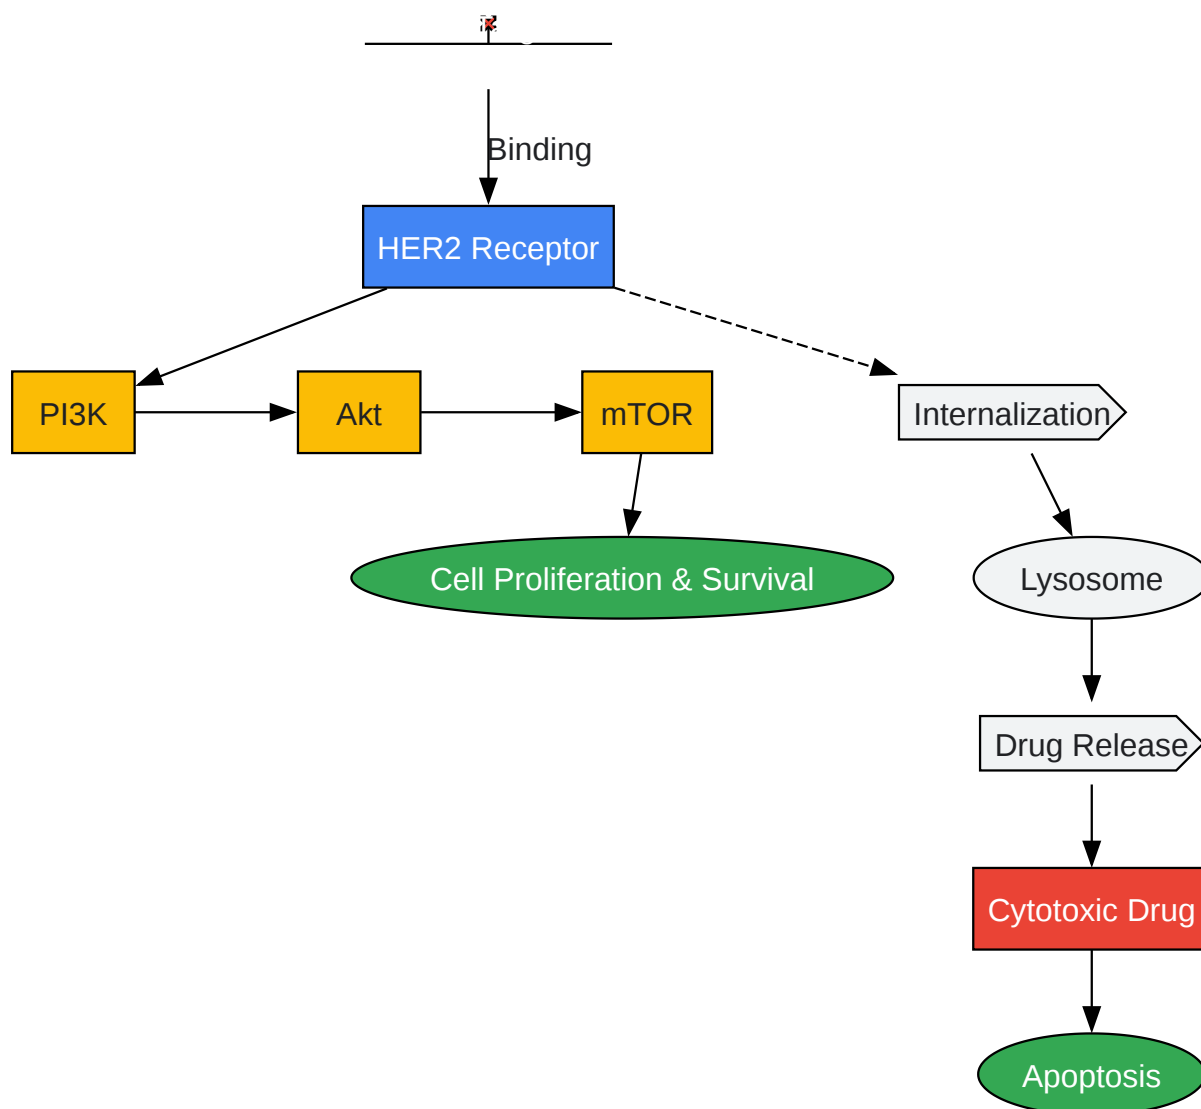 Binding
HER2 Receptor
PI3K
Akt
mTOR
Internalization
Cell Proliferation & Survival
Lysosome
Drug Release
Cytotoxic Drug
Apoptosis